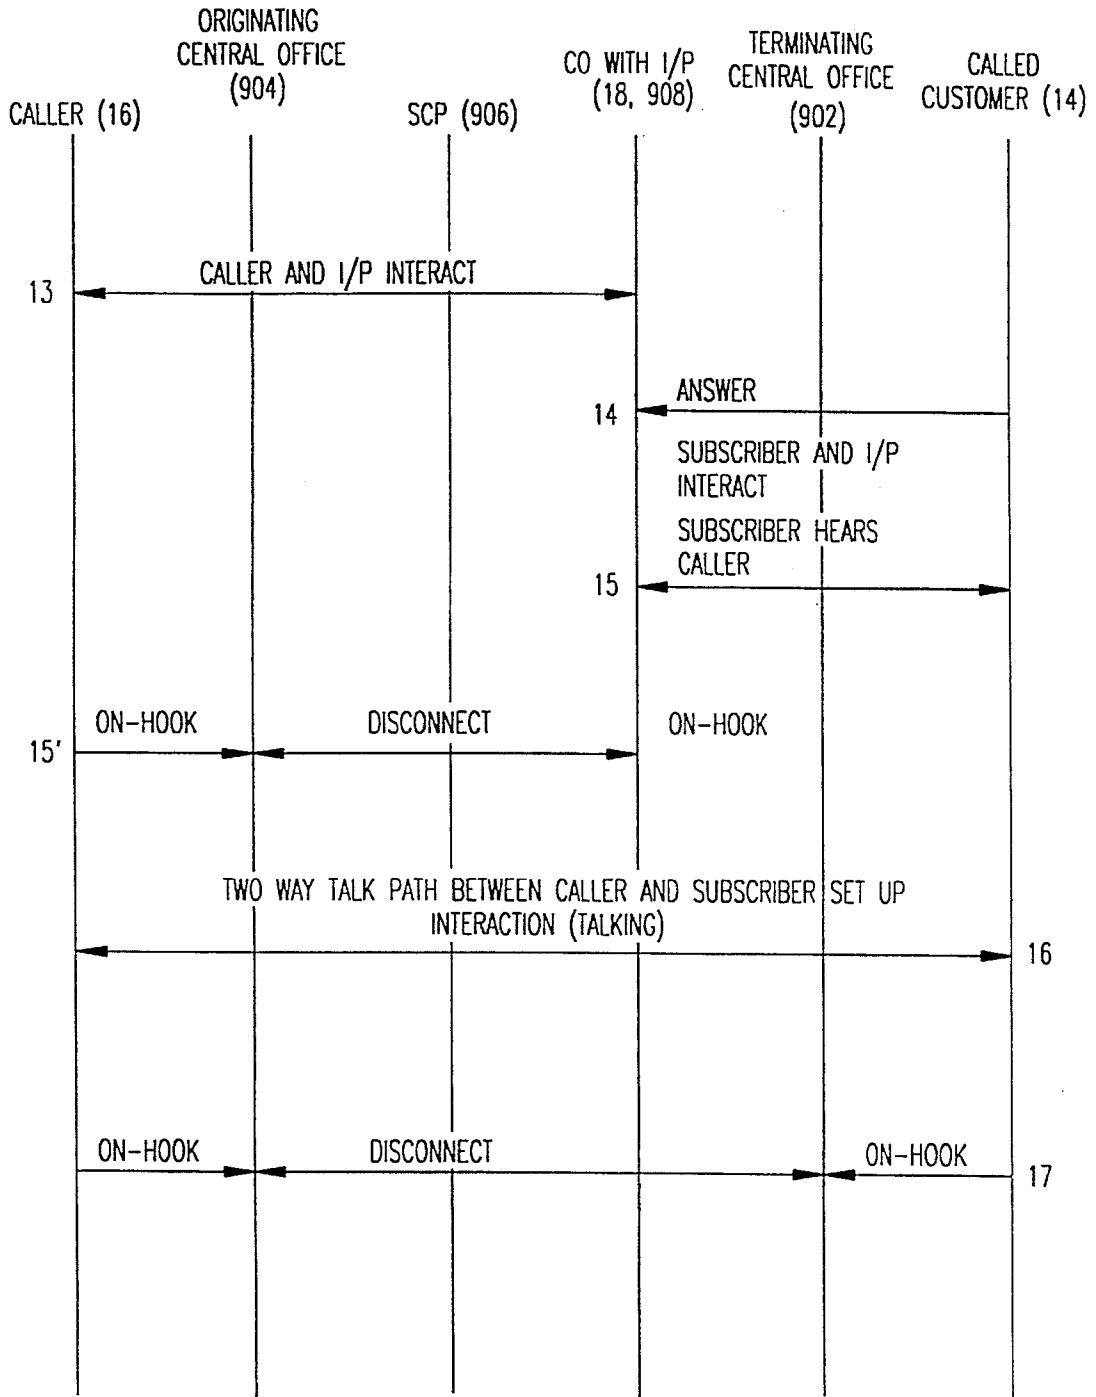 ORIGINATING
CENTRAL OFFICE
(904)
CALLER (16)
SCP (906)
CO WITH I/P
(18, 908)
TERMINATING
CENTRAL OFFICE
(902)
CALLED
CUSTOMER (14)
CALLER AND I/P INTERACT
13
ANSWER
14
SUBSCRIBER AND I/P
INTERACT
SUBSCRIBER HEARS
CALLER
15
ON-HOOK
DISCONNECT
ON-HOOK
15'
TWO WAY TALK PATH BETWEEN CALLER AND SUBSCRIBER SET UP
INTERACTION (TALKING)
16
ON-HOOK
DISCONNECT
ON-HOOK
17